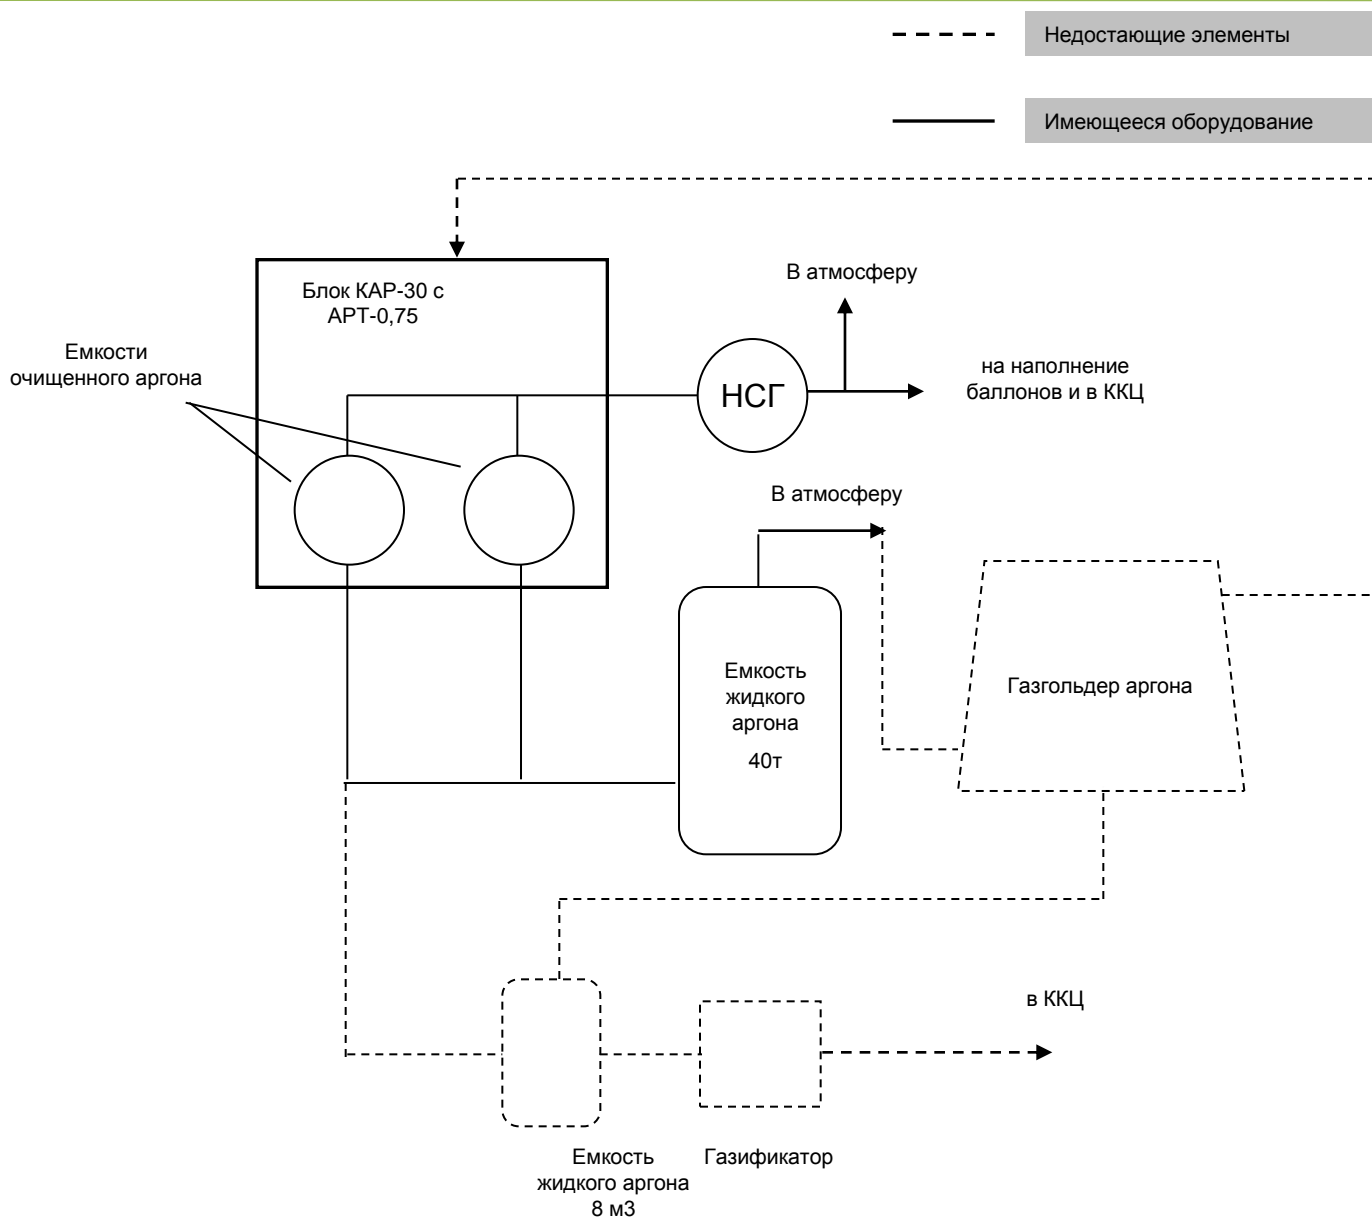 Недостающие элементы
Имеющееся оборудование
Блок КАР-30 с
АРТ-0,75
В атмосферу
Емкости
очищенного аргона
НСГ
на наполнение
баллонов и в ККЦ
В атмосферу
Емкость
жидкого
аргона
40т
Газгольдер аргона
в ККЦ
Емкость
жидкого аргона
8 м3
Газификатор